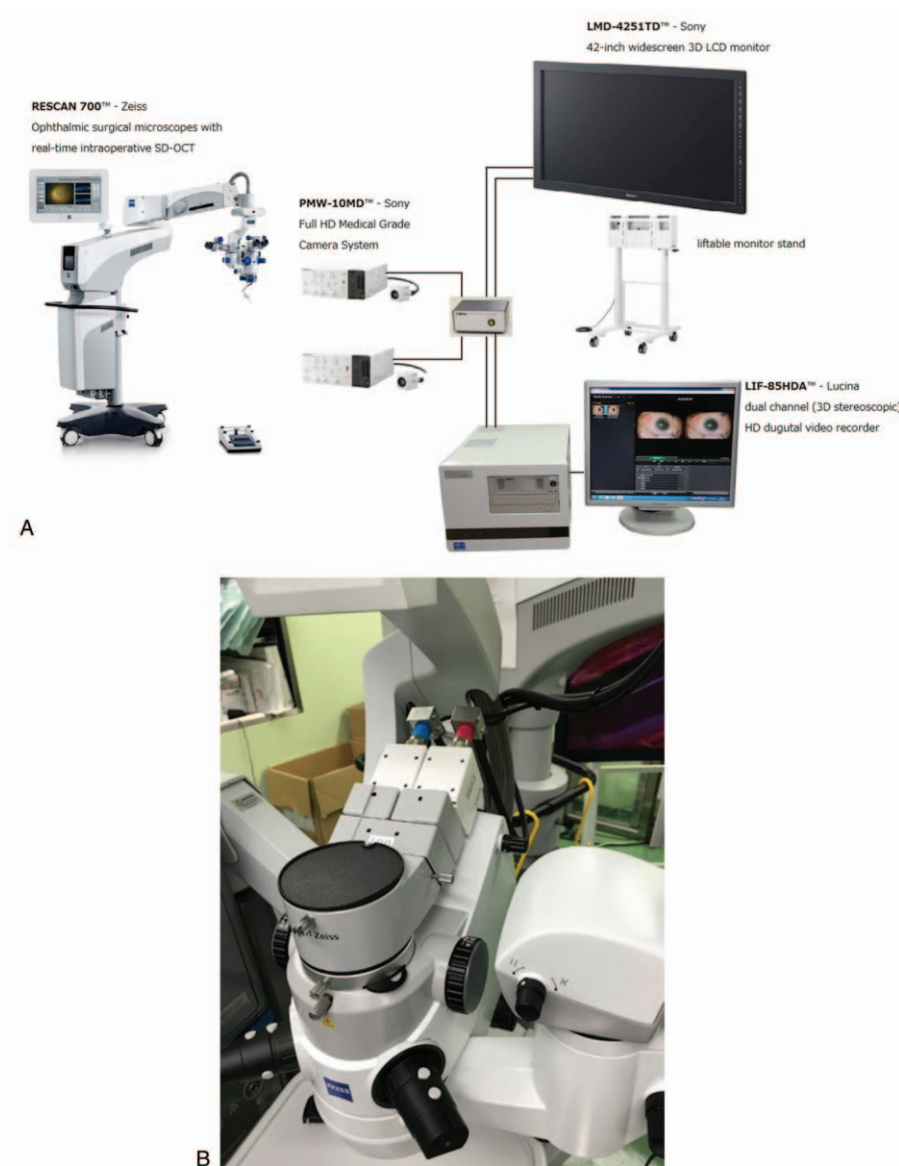 LMD-4251TD™ - Sony
42-inch widescreen 3D LCD monitor
RESCAN 700™ - Zeiss
Ophthalmic surgical microscopes with
real-time intraoperative SD-OCT
PMW-10MD™ - Sony
Full HD Medical Grade
Camera System
liftable monitor stand
LIF-85HDA™ - Lucina
dual channel (3D stereoscopic)
HD dugutal video recorder
A
Zeiss
ZEISS
B